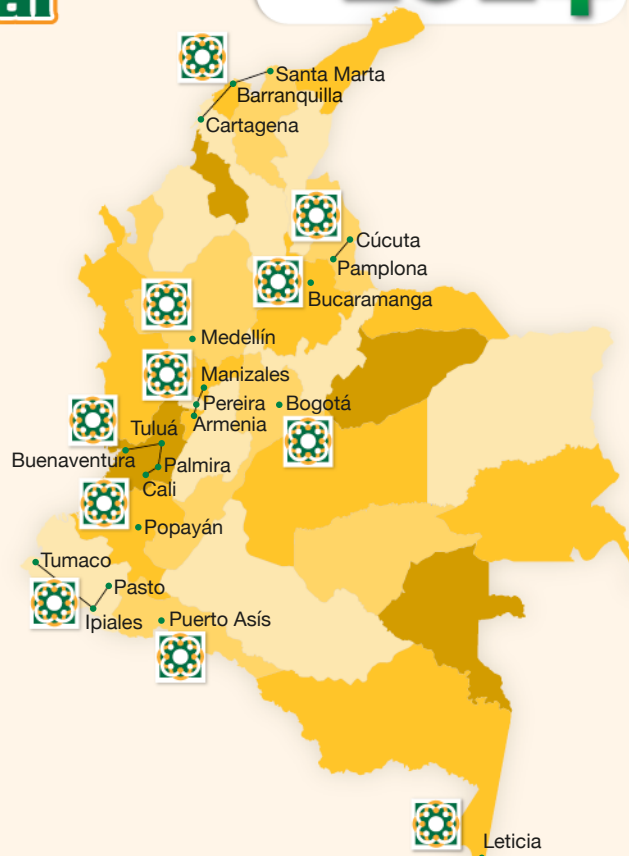 Santa Marta
Barranquilla
Cartagena
Cúcuta
Pamplona
Bucaramanga
Medellín
Manizales
Pereira
Bogotá
Armenia
Tuluá
Buenaventura
Palmira
Cali
Popayán
Tumaco
Pasto
Ipiales
Puerto Asís
Leticia